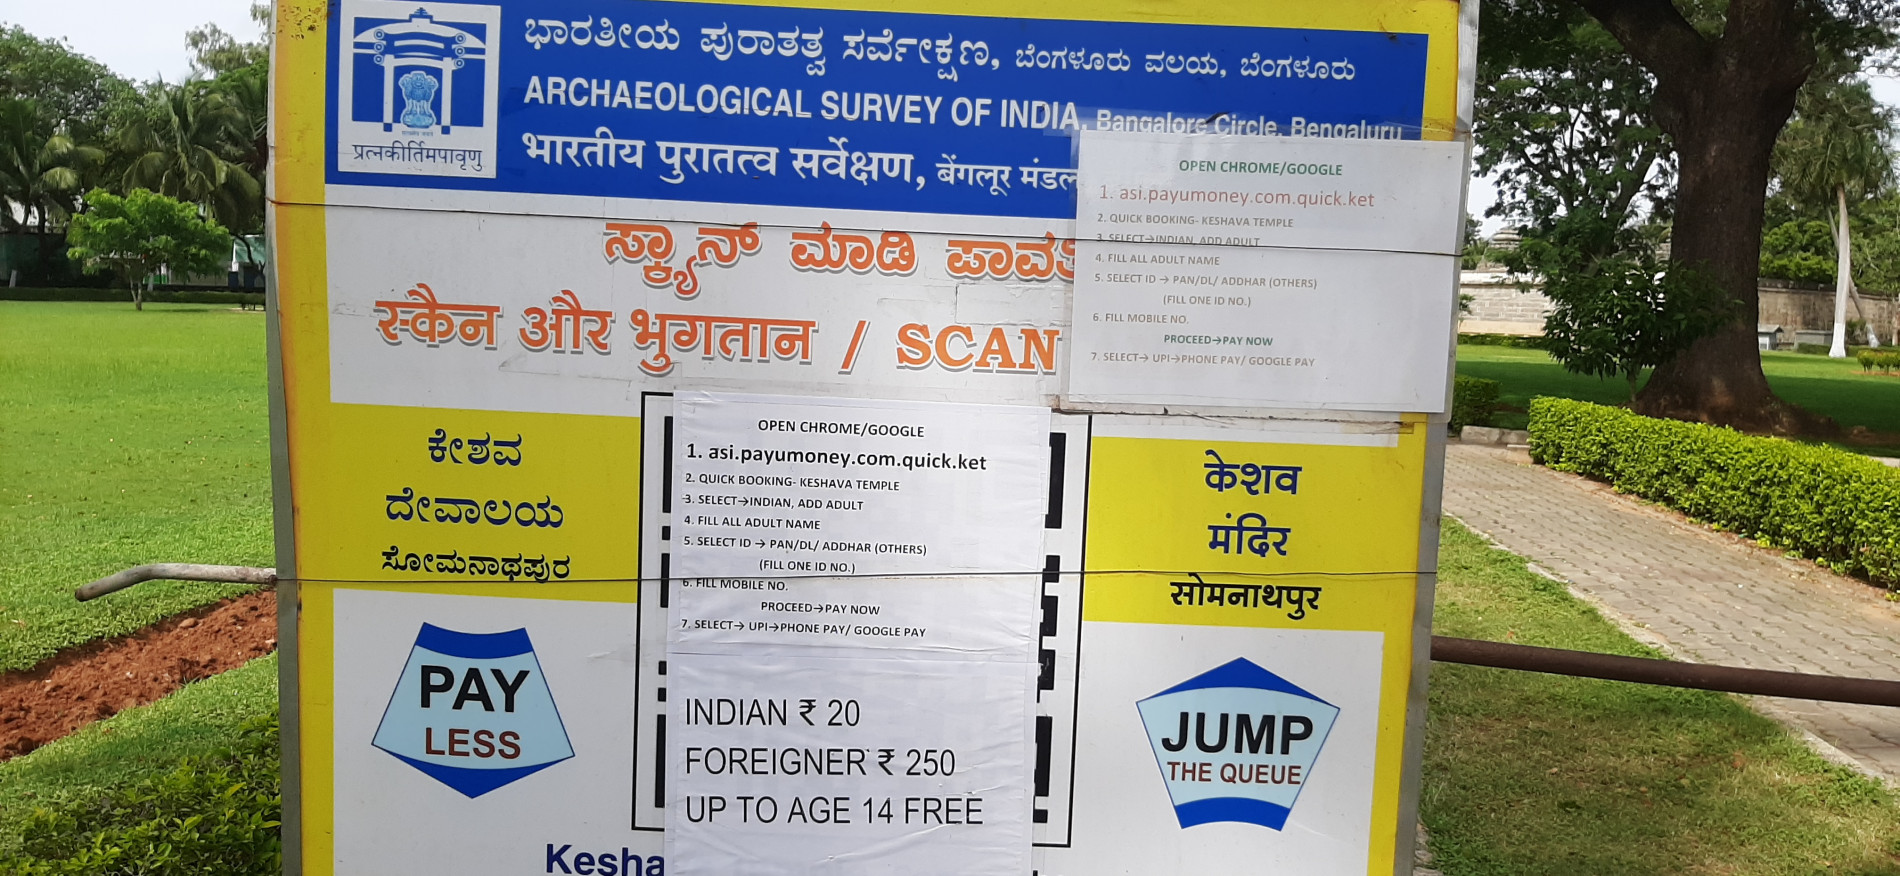 ಭಾರತೀಯ ಪುರಾತತ್ವ ಸರ್ವೇಕ್ಷಣ, ಬೆಂಗಳೂರು ವಲಯ, ಬೆಂಗಳೂರು
ARCHAEOLOGICAL SURVEY OF INDIA, Bangalore Circle, Bengaluru
भारतीय पुरातत्व सर्वेक्षण, बेंगलूर मंडल
प्रत्नकीर्तिमपावृणु
ಸ್ಕ್ಯಾನ್ ಮಾಡಿ ಪಾವತಿ
स्कैन और भुगतान / SCAN
OPEN CHROME/GOOGLE
1. asi.payumoney.com.quick.ket
2. QUICK BOOKING- KESHAVA TEMPLE
3. SELECT→INDIAN, ADD ADULT
4. FILL ALL ADULT NAME
5. SELECT ID → PAN/DL/ ADDHAR (OTHERS)
(FILL ONE ID NO.)
6. FILL MOBILE NO.
PROCEED→PAY NOW
7. SELECT→ UPI→PHONE PAY/ GOOGLE PAY
ಕೇಶವ
ದೇವಾಲಯ
ಸೋಮನಾಥಪುರ
OPEN CHROME/GOOGLE
1. asi.payumoney.com.quick.ket
2. QUICK BOOKING- KESHAVA TEMPLE
3. SELECT→INDIAN, ADD ADULT
4. FILL ALL ADULT NAME
5. SELECT ID → PAN/DL/ ADDHAR (OTHERS)
(FILL ONE ID NO.)
6. FILL MOBILE NO.
PROCEED→PAY NOW
7. SELECT→ UPI→PHONE PAY/ GOOGLE PAY
केशव
मंदिर
सोमनाथपुर
PAY
LESS
INDIAN ₹ 20
FOREIGNER ₹ 250
UP TO AGE 14 FREE
JUMP
THE QUEUE
Kesha